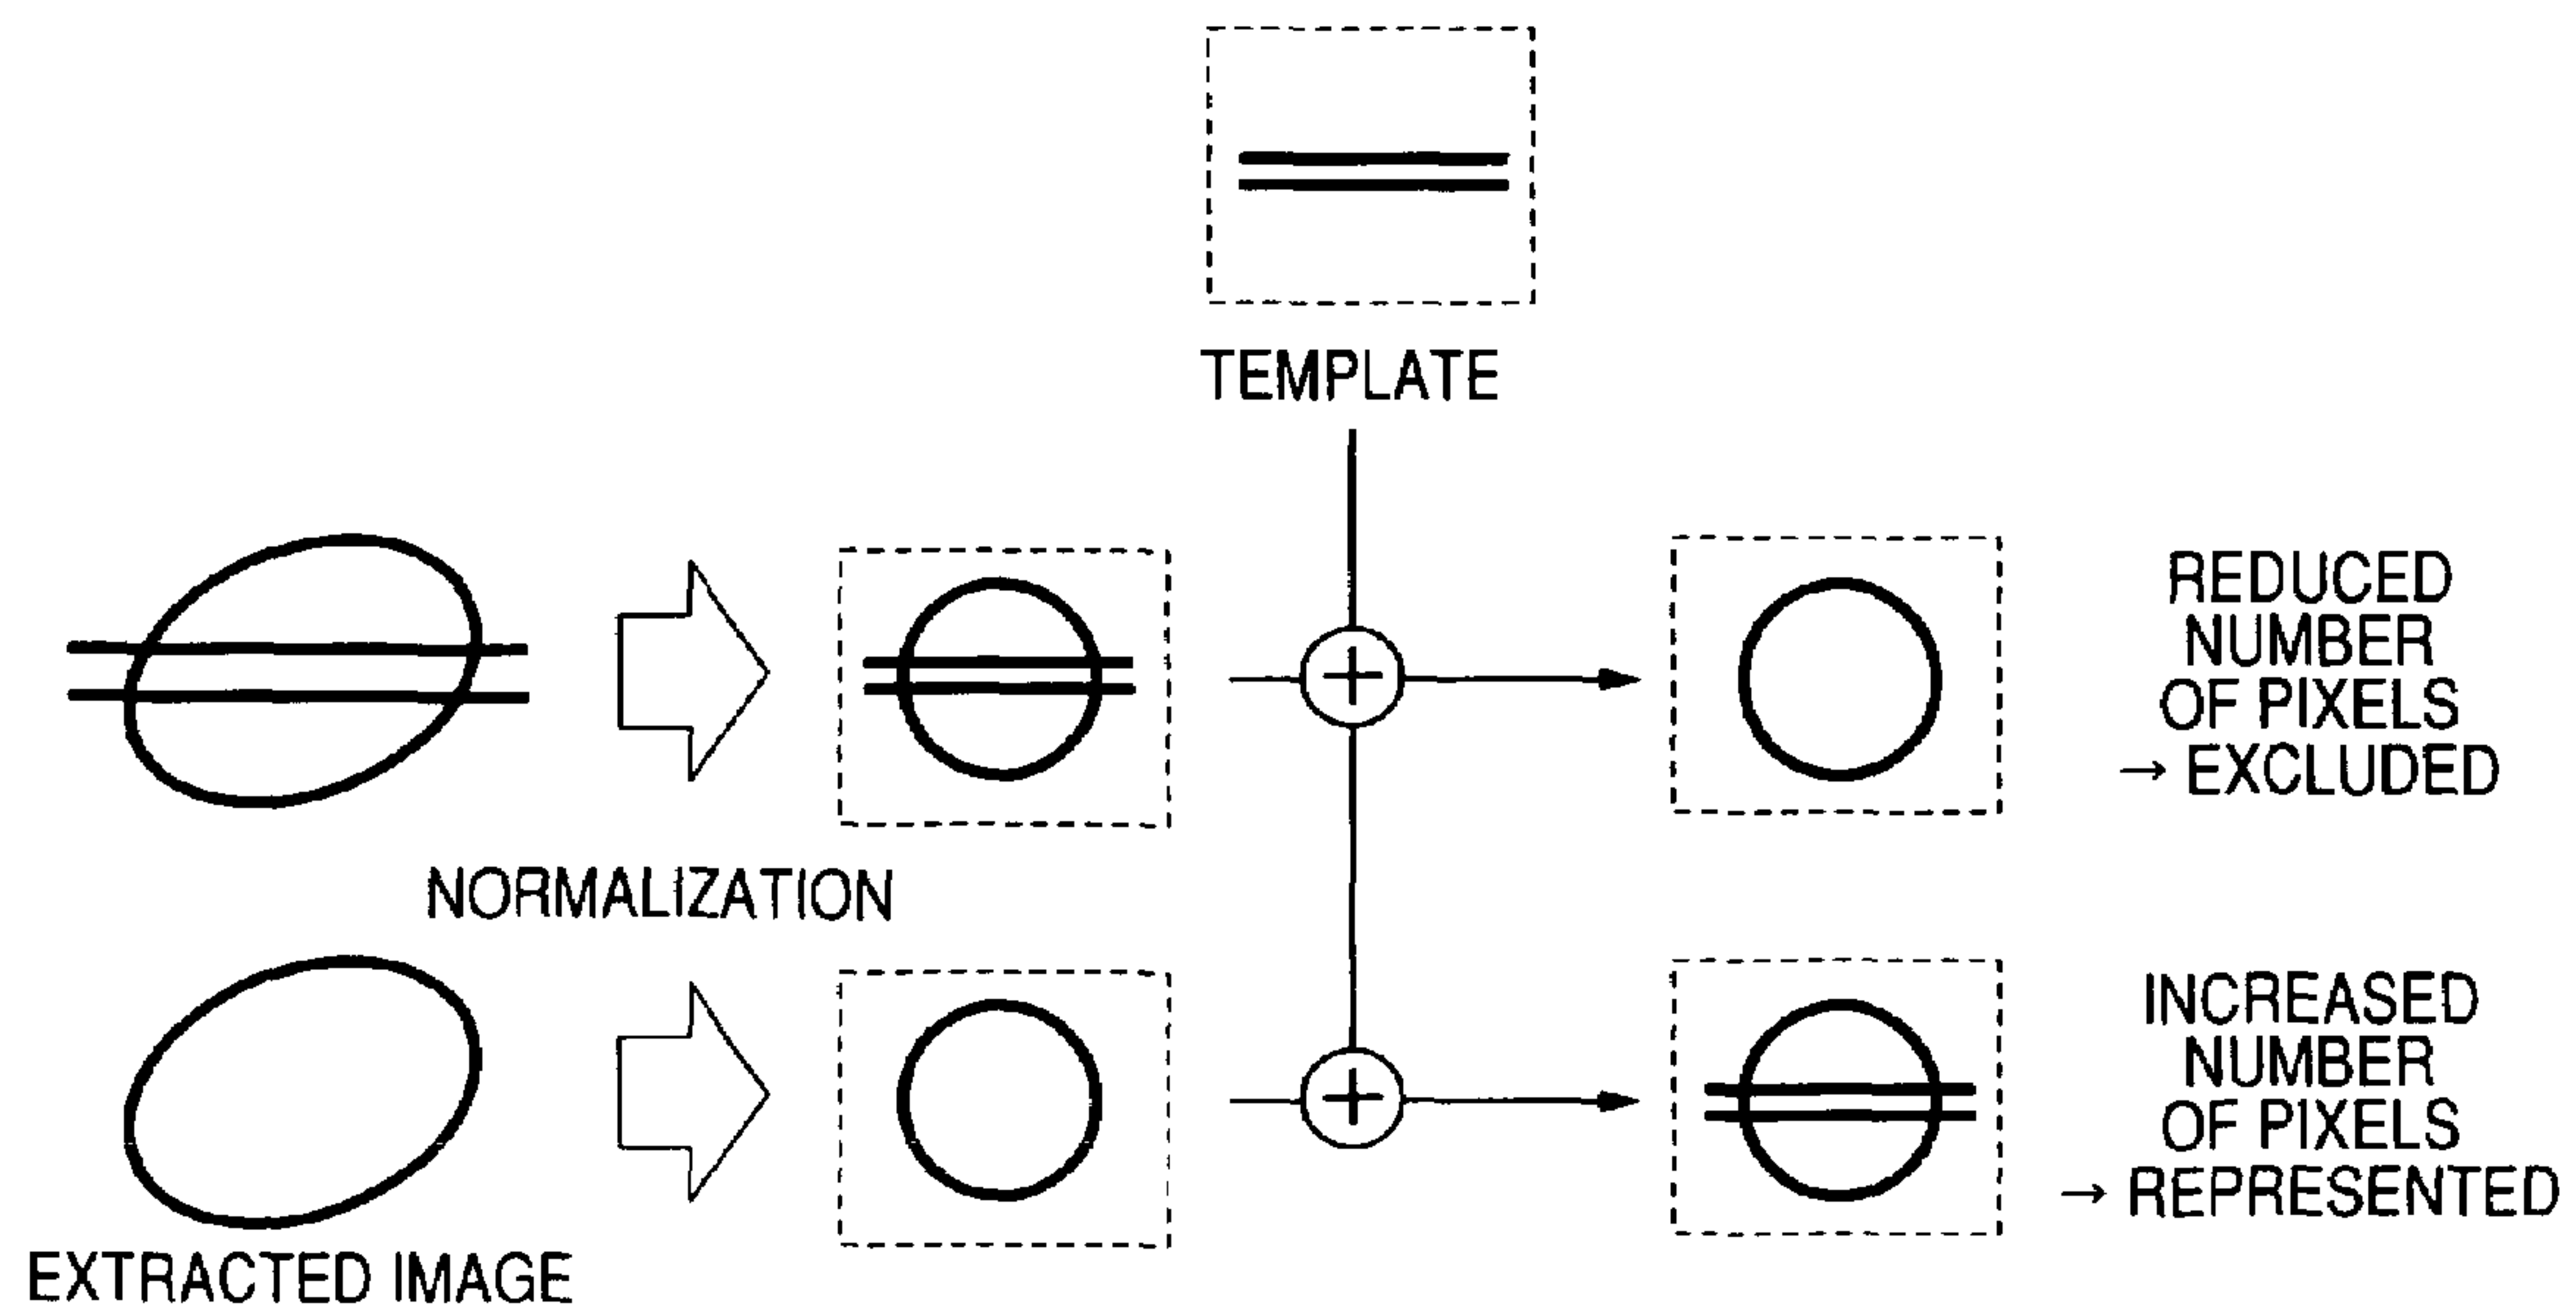 TEMPLATE
REDUCED
NUMBER
OF PIXELS
→ EXCLUDED
NORMALIZATION
INCREASED
NUMBER
OF PIXELS
→ REPRESENTED
EXTRACTED IMAGE